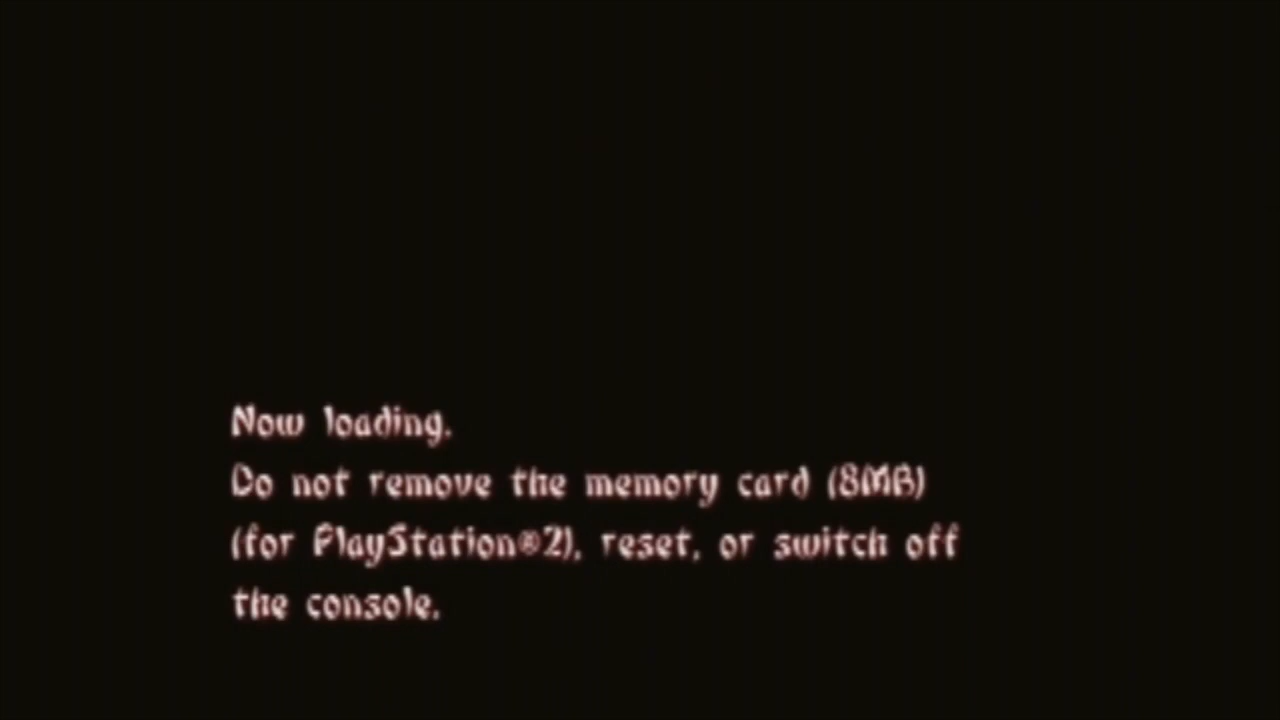 Now loading.
Do not remove the memory card (8MB)
(for PlayStation®2), reset, or switch off
the console.